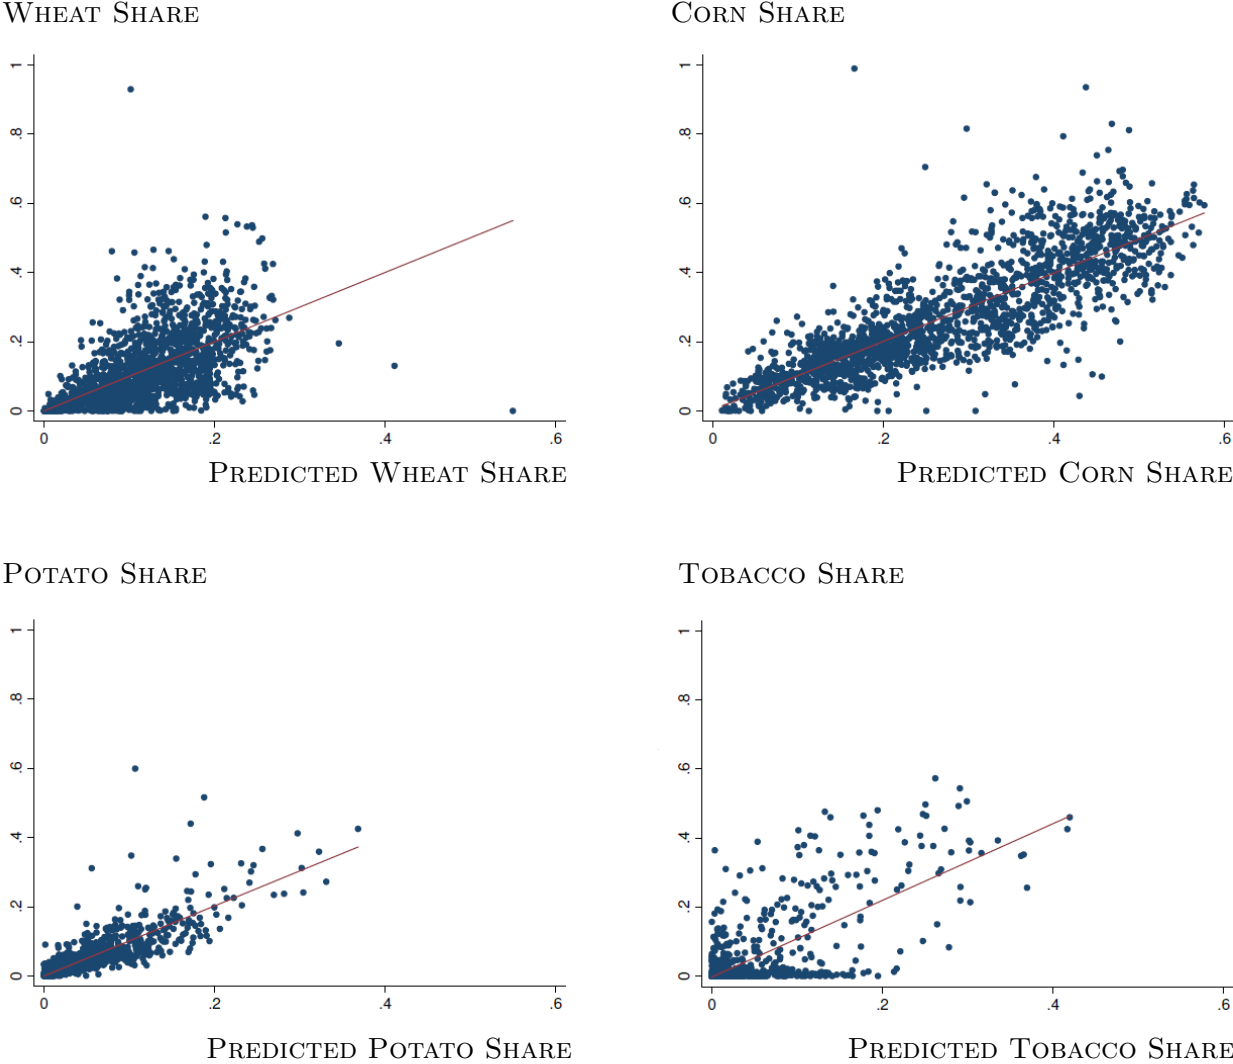 Wheat Share
1
.8
.6
.4
.2
0
0 .2 .4 .6
Predicted Wheat Share
Corn Share
1
.8
.6
.4
.2
0
0 .2 .4 .6
Predicted Corn Share
Potato Share
1
.8
.6
.4
.2
0
0 .2 .4 .6
Predicted Potato Share
Tobacco Share
1
.8
.6
.4
.2
0
0 .2 .4 .6
Predicted Tobacco Share